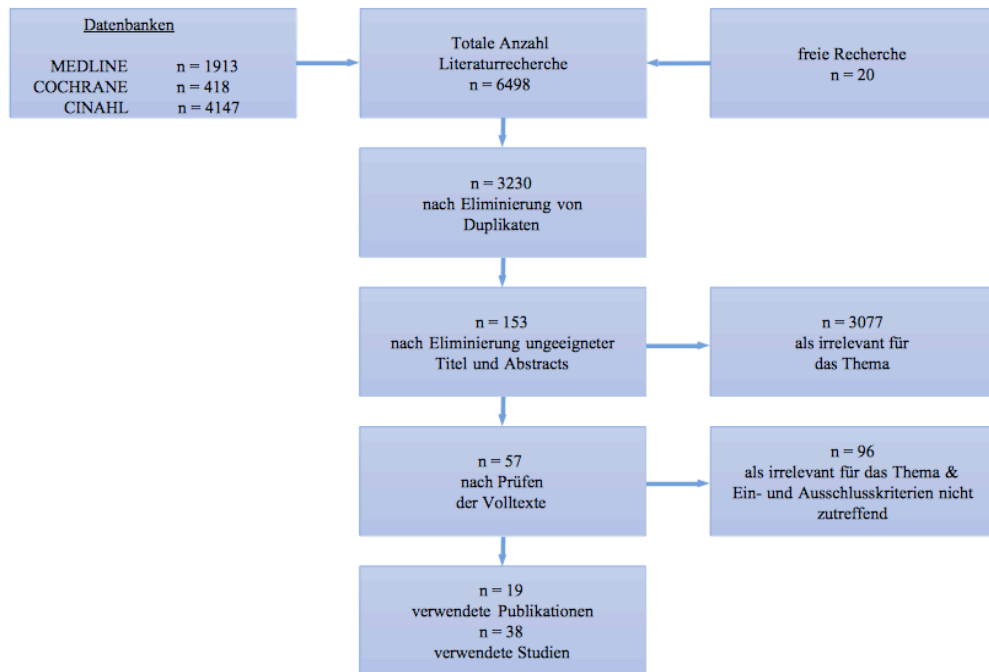 Datenbanken
MEDLINE n = 1913
COCHRANE n = 418
CINAHL n = 4147
Totale Anzahl
Literaturrecherche
n = 6498
freie Recherche
n = 20
n = 3230
nach Eliminierung von
Duplikaten
n = 153
nach Eliminierung ungeeigneter
Titel und Abstracts
n = 3077
als irrelevant für
das Thema
n = 57
nach Prüfen
der Volltexte
n = 96
als irrelevant für das Thema &
Ein- und Ausschlusskriterien nicht
zutreffend
n = 19
verwendete Publikationen
n = 38
verwendete Studien